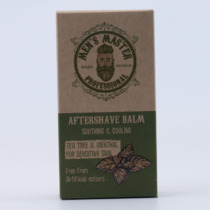 MEN'S MASTER
PROFESSIONAL
AFTERSHAVE BALM
SOOTHING & COOLING
TEA TREE & MENTHOL
FOR SENSITIVE SKIN
Free From
Artificial colours